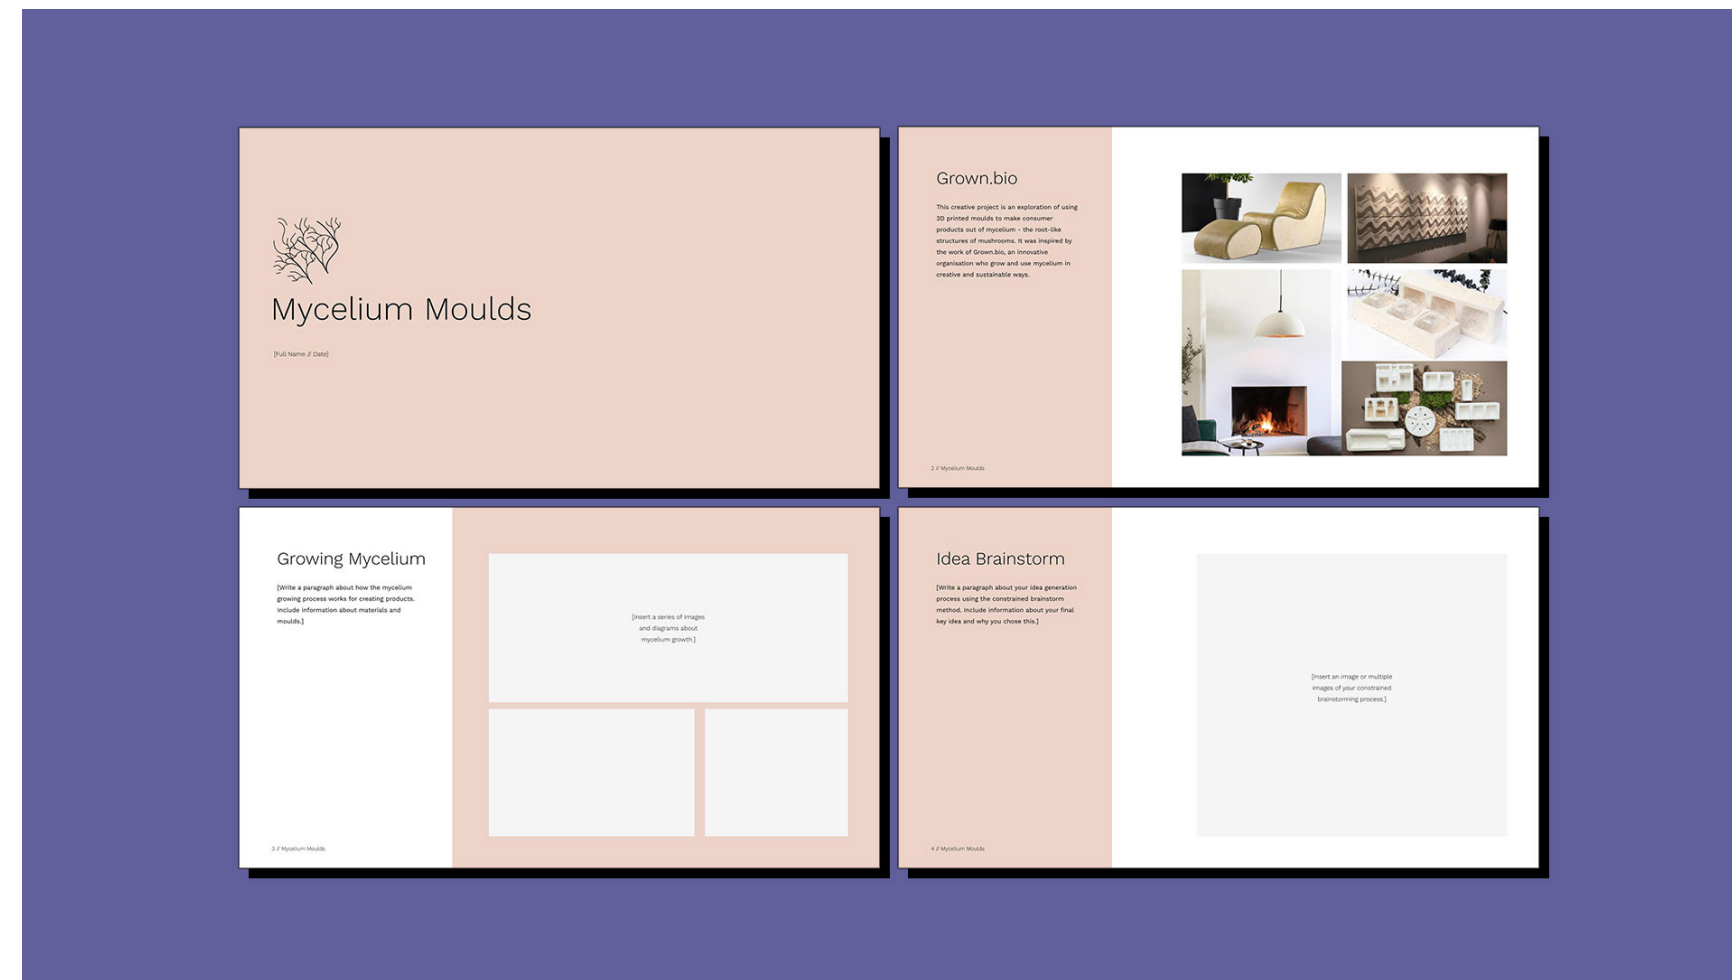 Mycelium Moulds
[Full Name // Date]
Grown.bio
This creative project is an exploration of using
3D printed moulds to make consumer
products out of mycelium - the root-like
structures of mushrooms. It was inspired by
the work of Grown.bio, an innovative
organisation who grow and use mycelium in
creative and sustainable ways.
2 // Mycelium Moulds
Growing Mycelium
[Write a paragraph about how the mycelium
growing process works for creating products.
Include information about materials and
moulds.]
[Insert a series of images
and diagrams about
mycelium growth.]
3 // Mycelium Moulds
Idea Brainstorm
[Write a paragraph about your idea generation
process using the constrained brainstorm
method. Include information about your final
key idea and why you chose this.]
[Insert an image or multiple
images of your constrained
brainstorming process.]
4 // Mycelium Moulds